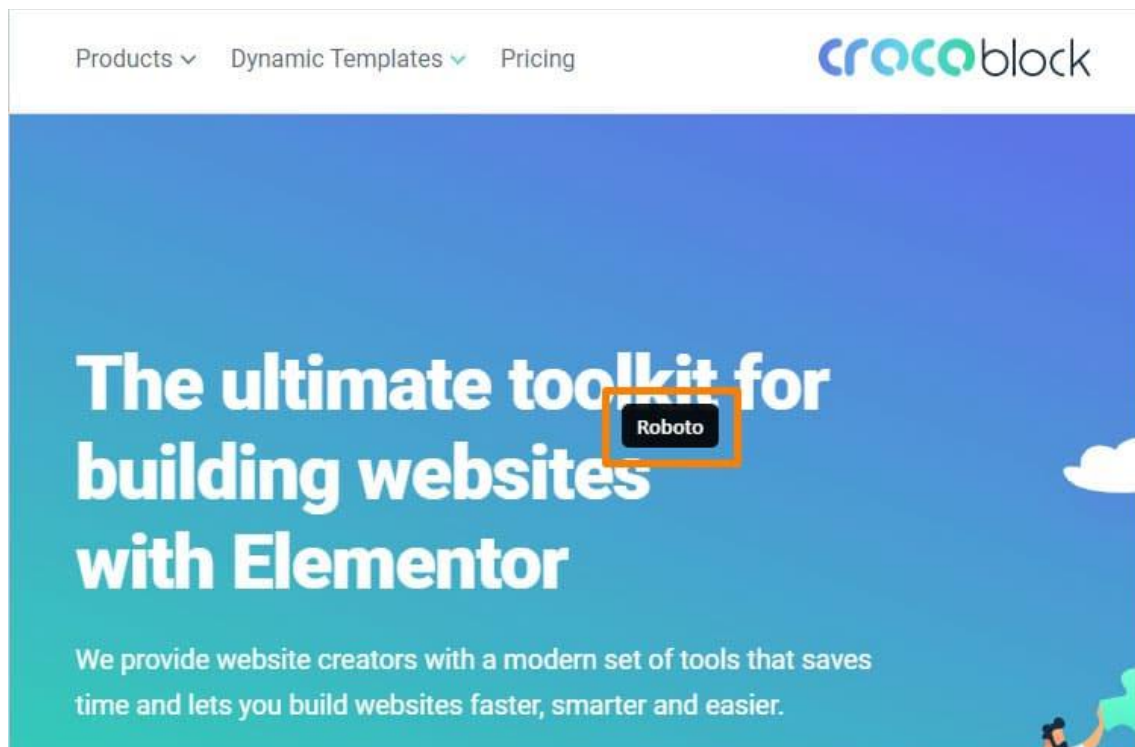 Products Dynamic Templates Pricing crocoblock
The ultimate toolkit for
Roboto
building websites
with Elementor
We provide website creators with a modern set of tools that saves
time and lets you build websites faster, smarter and easier.